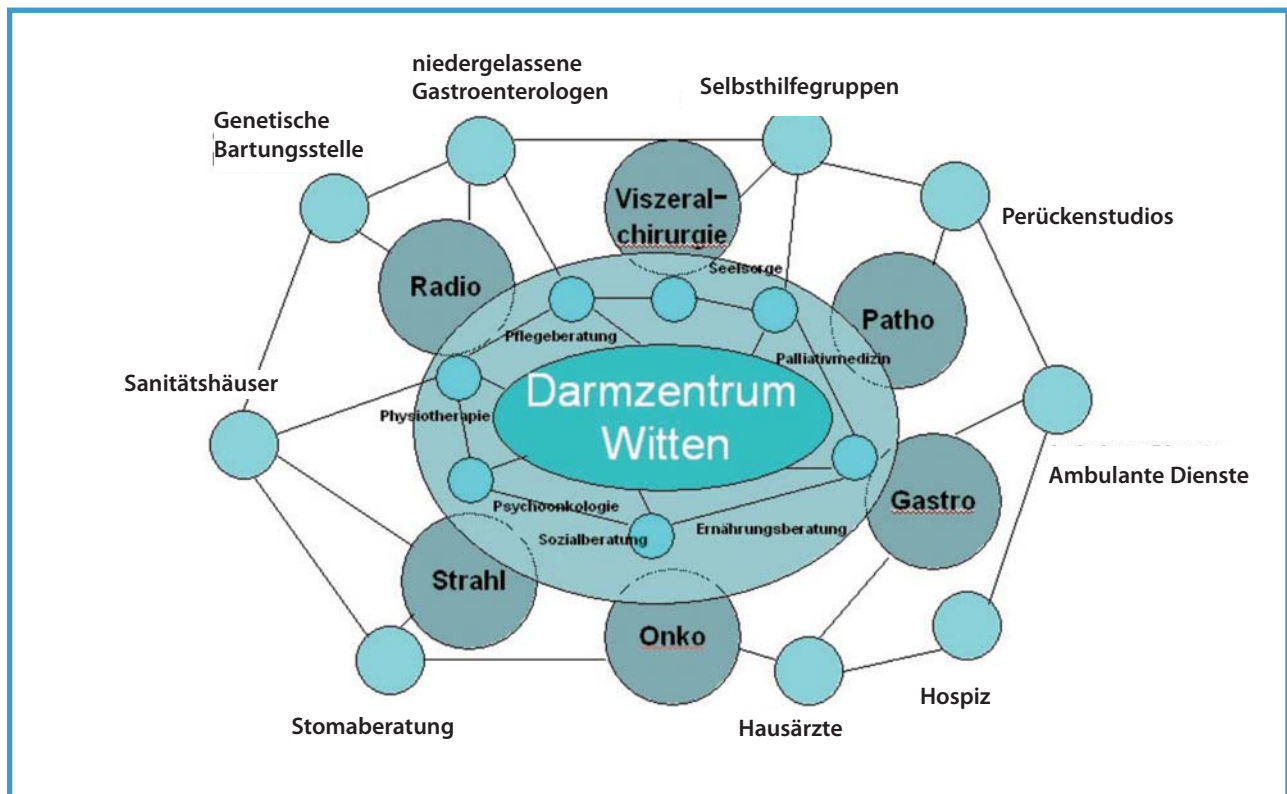 niedergelassene
Gastroenterologen
Selbsthilfegruppen
Genetische
Bartungsstelle
Viszeral-
chirurgie
Perückenstudios
Seelsorge
Radio
Patho
Pflegeberatung
Palliativmedizin
Sanitätshäuser
Darmzentrum
Witten
Physiotherapie
Ambulante Dienste
Gastro
Psychoonkologie
Sozialberatung
Ernährungsberatung
Strahl
Onko
Hospiz
Stomaberatung
Hausärzte